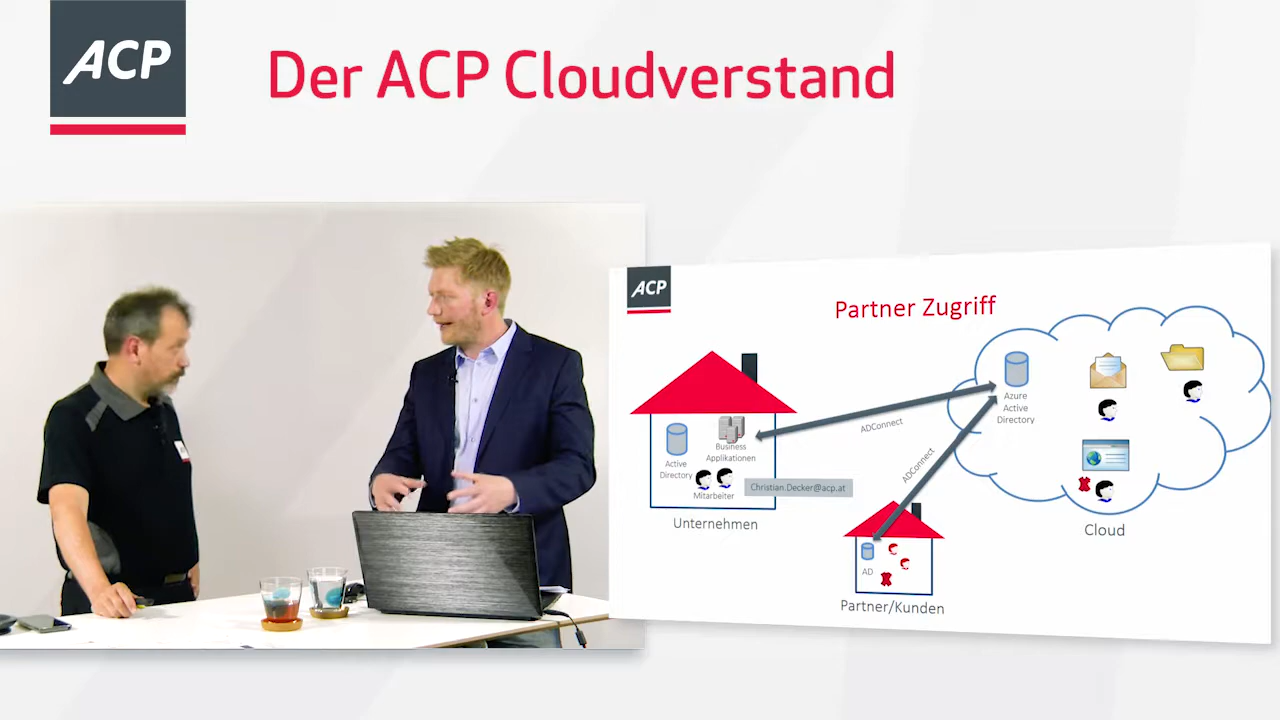 ACP
Der ACP Cloudverstand
ACP
Partner Zugriff
Azure
Active
Directory
ADConnect
ADConnect
Business
Applikationen
Active
Directory
Mitarbeiter
Christian.Decker@acp.at
Unternehmen
Cloud
AD
Partner/Kunden